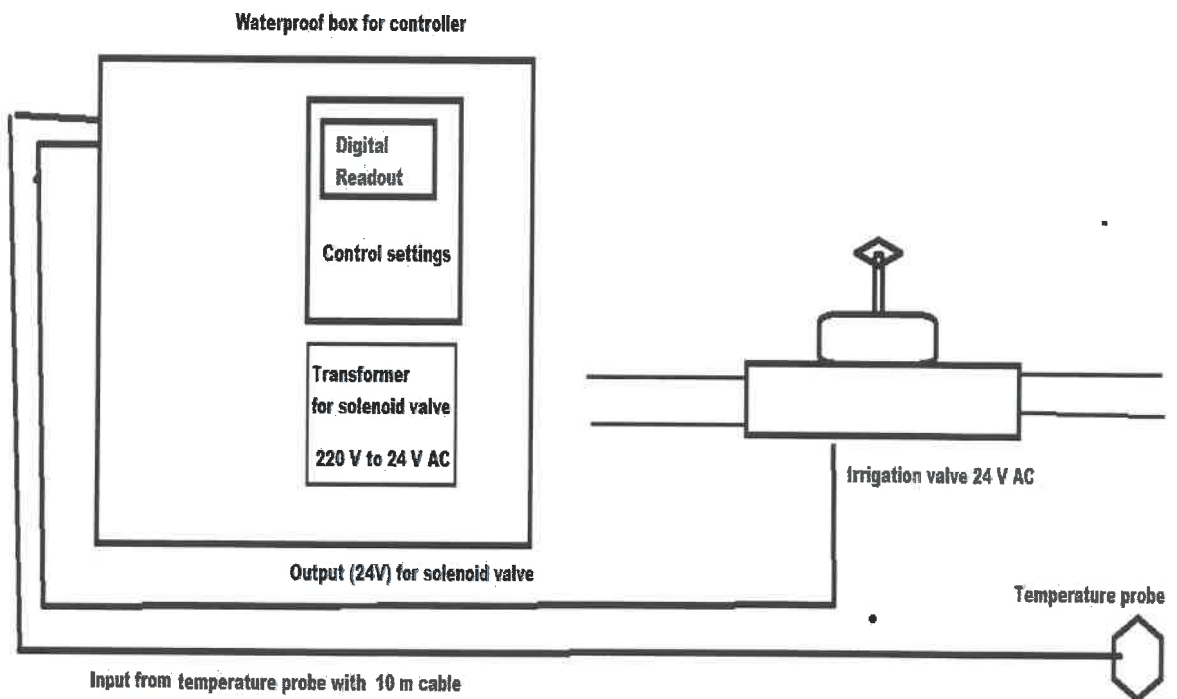 Waterproof box for controller
Digital
Readout
Control settings
Transformer
for solenoid valve
220 V to 24 V AC
Irrigation valve 24 V AC
Output (24V) for solenoid valve
Temperature probe
Input from temperature probe with 10 m cable